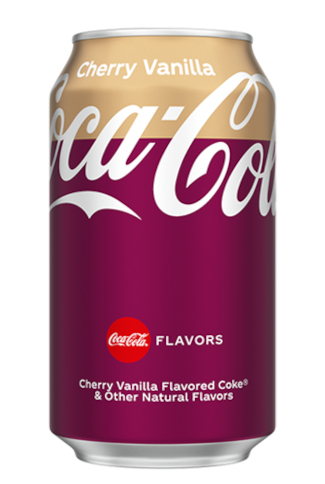 Cherry Vanilla
Coca-Cola
Coca-Cola
FLAVORS
Cherry Vanilla Flavored Coke®
& Other Natural Flavors